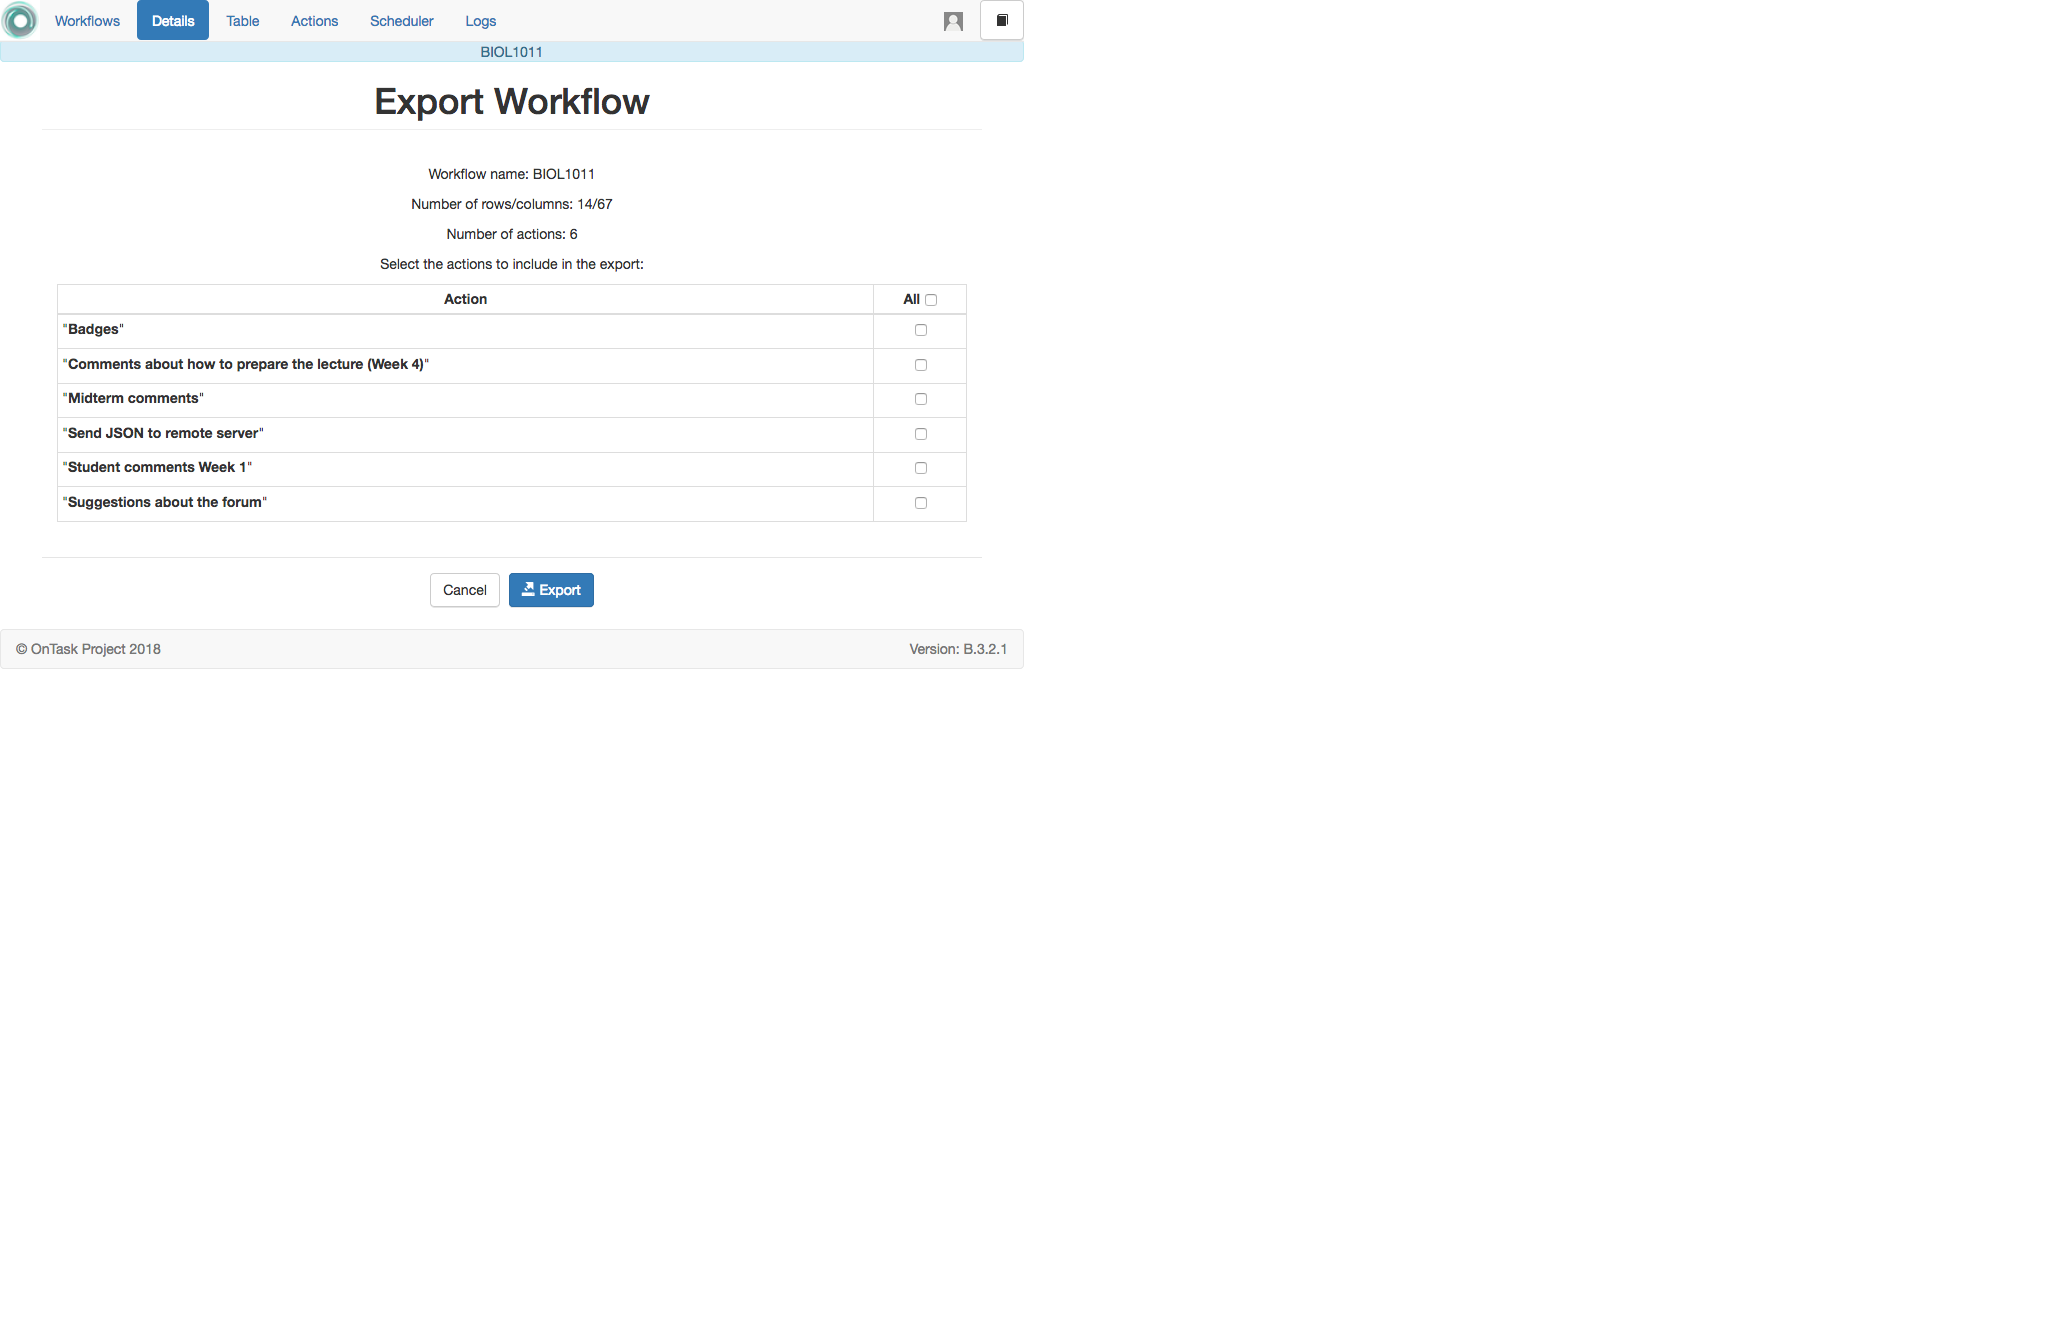 Workflows Details Table Actions Scheduler Logs
BIOL1011
Export Workflow
Workflow name: BIOL1011
Number of rows/columns: 14/67
Number of actions: 6
Select the actions to include in the export:
Action All
"Badges"
"Comments about how to prepare the lecture (Week 4)"
"Midterm comments"
"Send JSON to remote server"
"Student comments Week 1"
"Suggestions about the forum"
Cancel Export
© OnTask Project 2018 Version: B.3.2.1